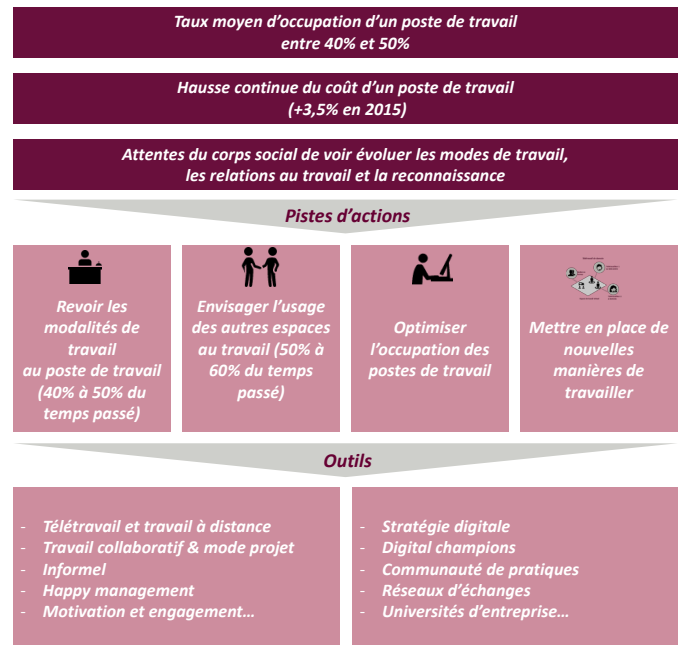 Taux moyen d'occupation d'un poste de travail
entre 40% et 50%
Hausse continue du coût d'un poste de travail
(+3,5% en 2015)
Attentes du corps social de voir évoluer les modes de travail,
les relations au travail et la reconnaissance
Pistes d'actions
Revoir les
modalités de
travail
au poste de travail
(40% à 50% du
temps passé)
Envisager l'usage
des autres espaces
au travail (50% à
60% du temps
passé)
Optimiser
l'occupation des
postes de travail
Mettre en place de
nouvelles
manières de
travailler
Outils
- Télétravail et travail à distance
- Travail collaboratif & mode projet
- Informel
- Happy management
- Motivation et engagement…
- Stratégie digitale
- Digital champions
- Communauté de pratiques
- Réseaux d'échanges
- Universités d'entreprise…